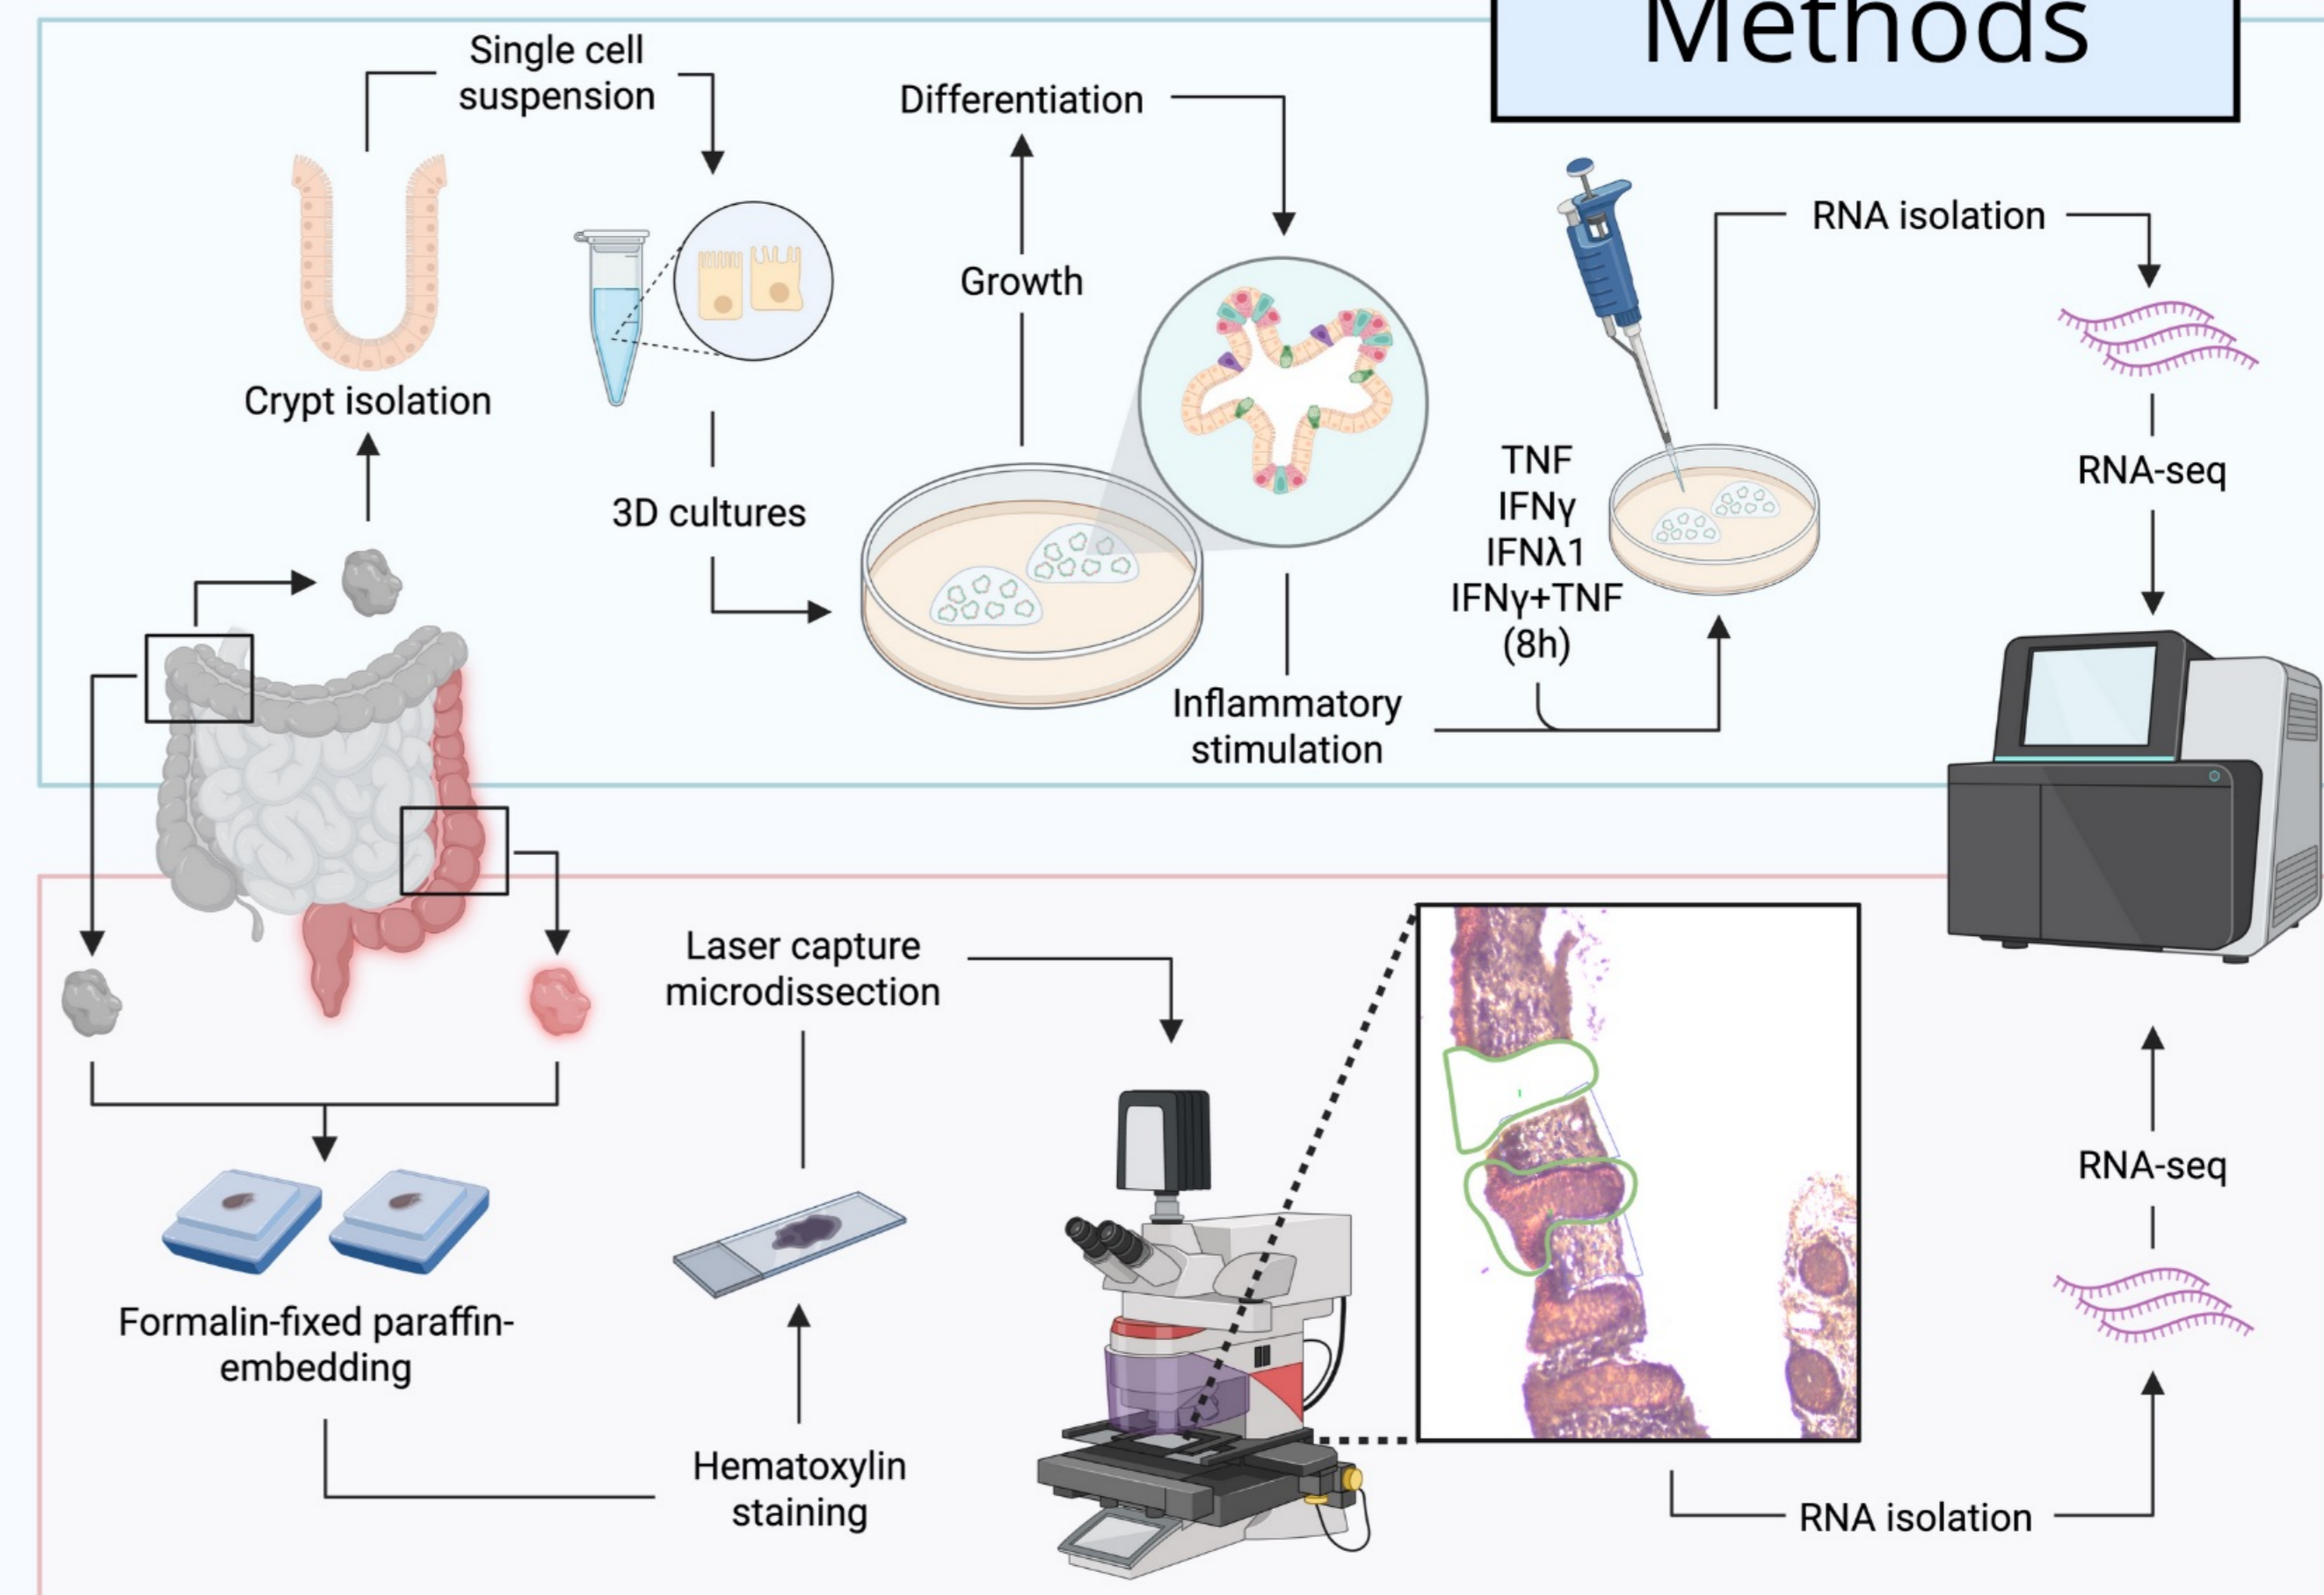 Methods
Single cell
suspension
Differentiation
RNA isolation
Growth
Crypt isolation
TNF
IFNγ
IFNλ1
IFNγ+TNF
(8h)
RNA-seq
3D cultures
Inflammatory
stimulation
Laser capture
microdissection
RNA-seq
Formalin-fixed paraffin-
embedding
Hematoxylin
staining
RNA isolation